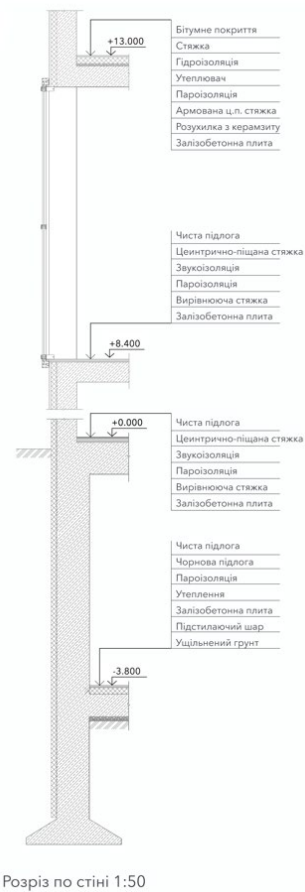 Бітумне покриття
+13.000
Стяжка
Гідроізоляція
Утеплювач
Пароізоляція
Армована ц.п. стяжка
Розухилка з керамзиту
Залізобетонна плита
Чиста підлога
Цеинтрично-піщана стяжка
Звукоізоляція
Пароізоляція
Вирівнююча стяжка
Залізобетонна плита
+8.400
+0.000
Чиста підлога
Цеинтрично-піщана стяжка
Звукоізоляція
Пароізоляція
Вирівнююча стяжка
Залізобетонна плита
Чиста підлога
Чорнова підлога
Пароізоляція
Утеплення
Залізобетонна плита
Підстилаючий шар
Ущільнений грунт
-3.800
Розріз по стіні 1:50